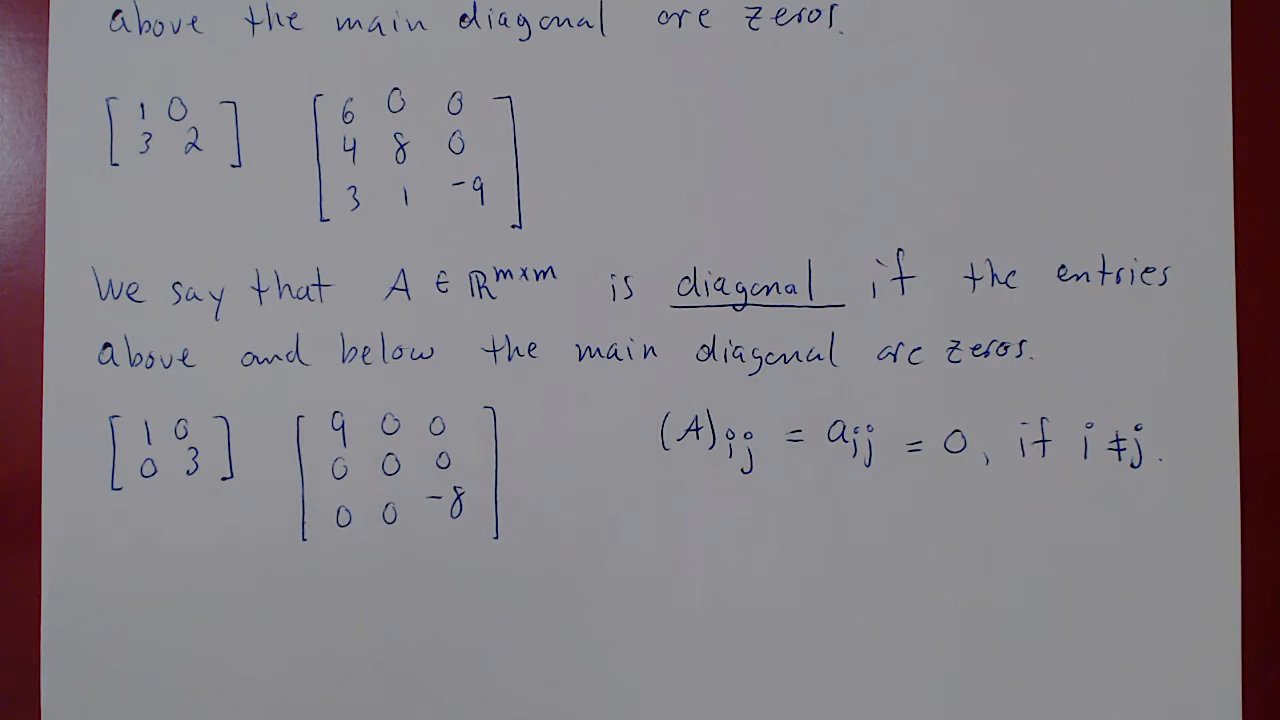 above the main diagonal are zeros.
[1 0
3 2] [6 0 0
4 8 0
3 1 -9]
We say that A ∈ ℝ^{m×m} is diagonal if the entries
above and below the main diagonal are zeros.
[1 0
0 3] [9 0 0
0 0 0
0 0 -8] (A)_{ij} = a_{ij} = 0, if i ≠ j.